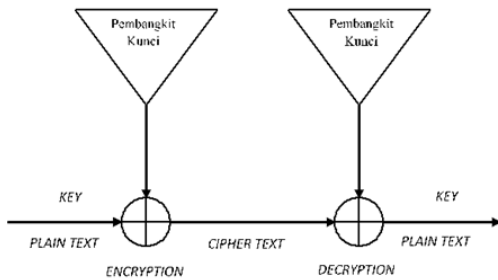 Pembangkit
Kunci
Pembangkit
Kunci
KEY
KEY
PLAIN TEXT
CIPHER TEXT
PLAIN TEXT
ENCRYPTION
DECRYPTION